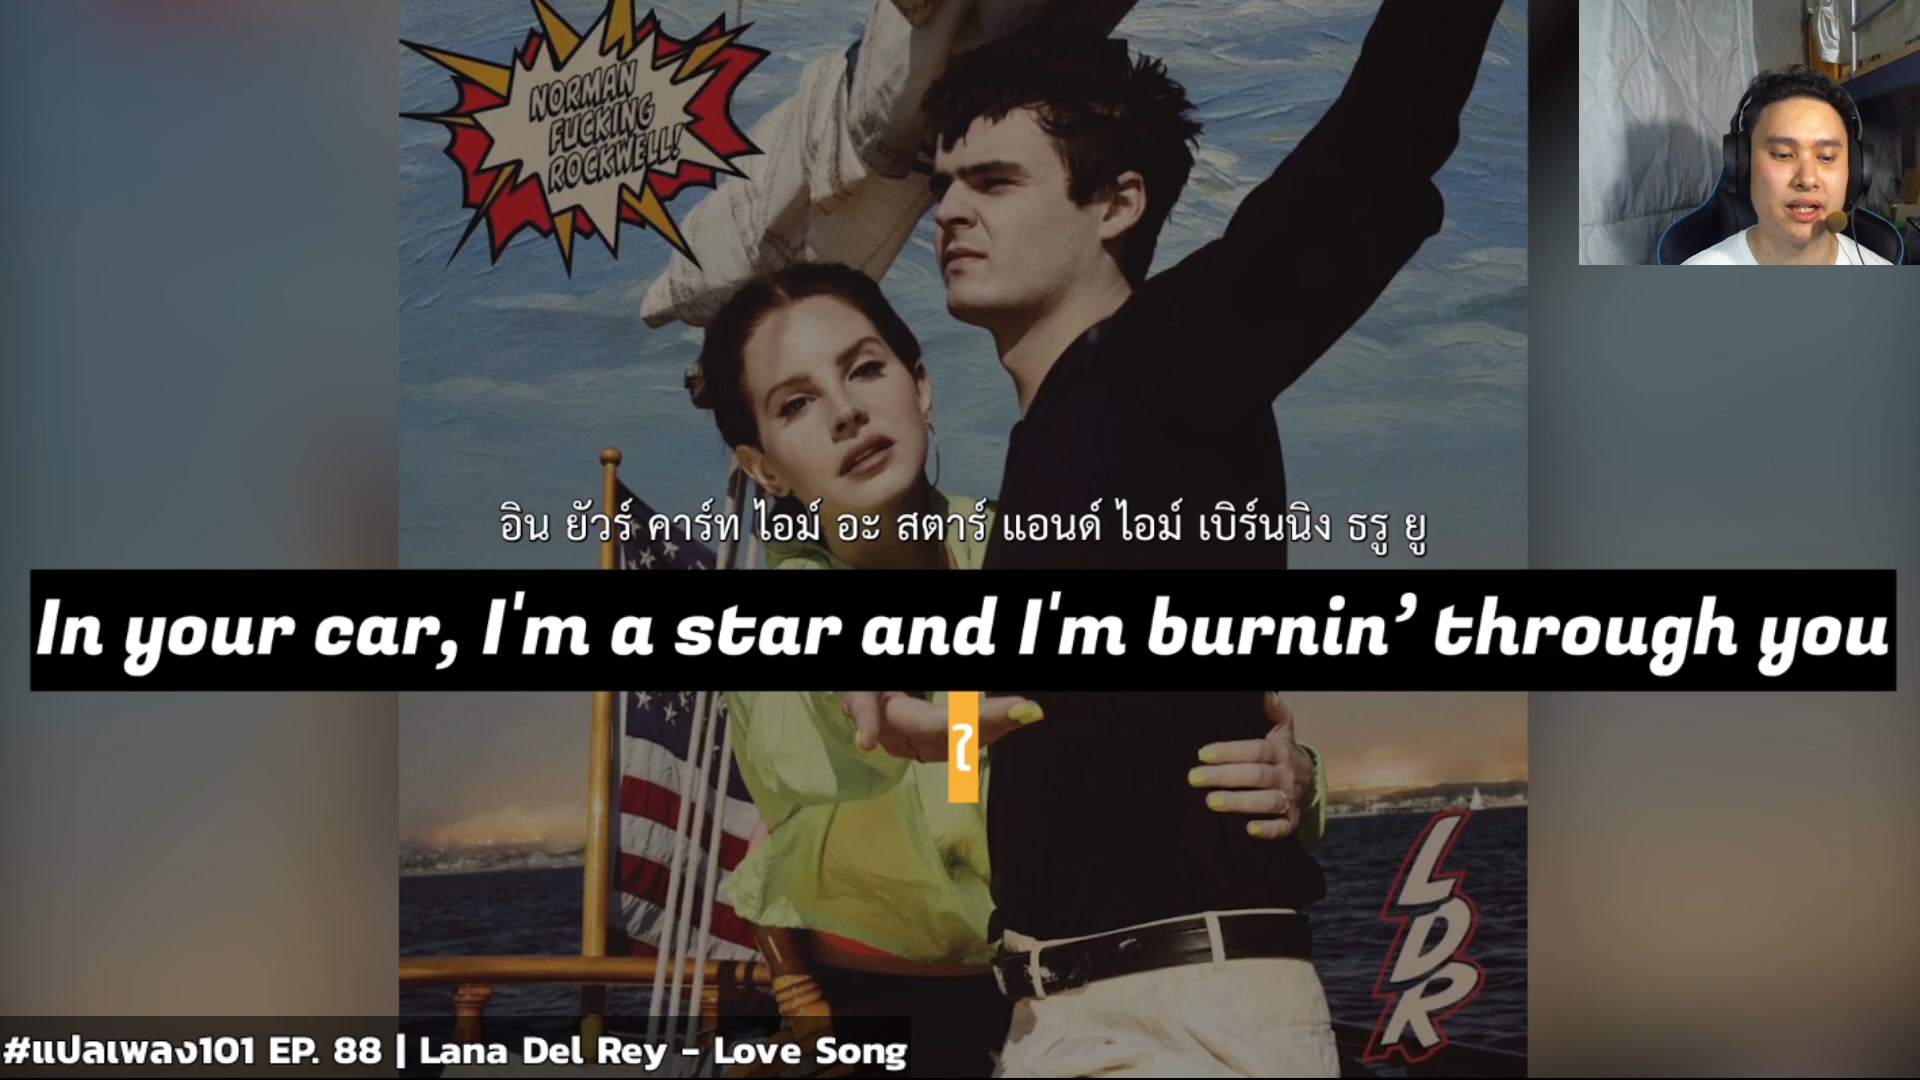 NORMAN
FUCKING
ROCKWELL!
อิน ยัวร์ คาร์ท ไอม์ อะ สตาร์ แอนด์ ไอม์ เบิร์นนิง ธรู ยู
In your car, I'm a star and I'm burnin’ through you
ใ
LDR
#แปลเพลง101 EP. 88 | Lana Del Rey - Love Song